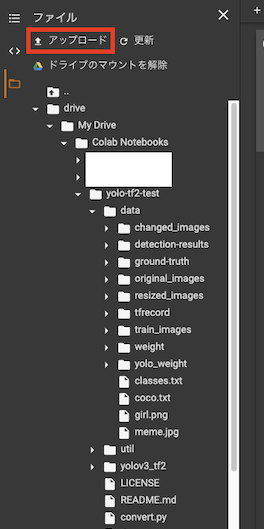 ファイル
アップロード 更新
ドライブのマウントを解除
..
drive
My Drive
Colab Notebooks
yolo-tf2-test
data
changed_images
detection-results
ground-truth
original_images
resized_images
tfrecord
train_images
weight
yolo_weight
classes.txt
coco.txt
girl.png
meme.jpg
util
yolov3_tf2
LICENSE
README.md
convert.py